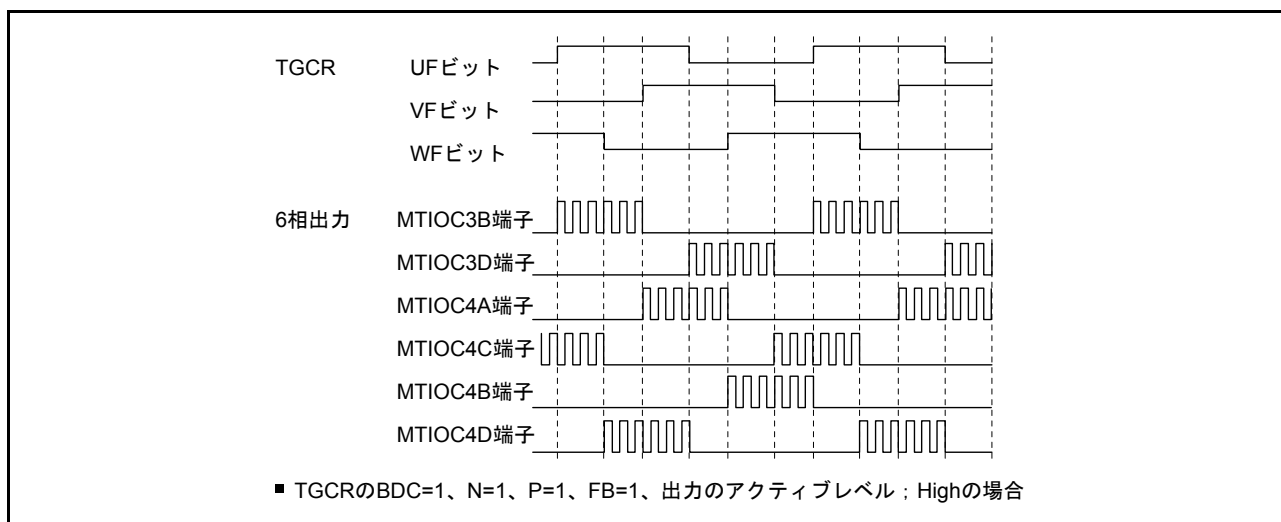 TGCR UFビット
VFビット
WFビット
6相出力 MTIOC3B端子
MTIOC3D端子
MTIOC4A端子
MTIOC4C端子
MTIOC4B端子
MTIOC4D端子
■ TGCRのBDC=1、N=1、P=1、FB=1、出力のアクティブレベル；Highの場合